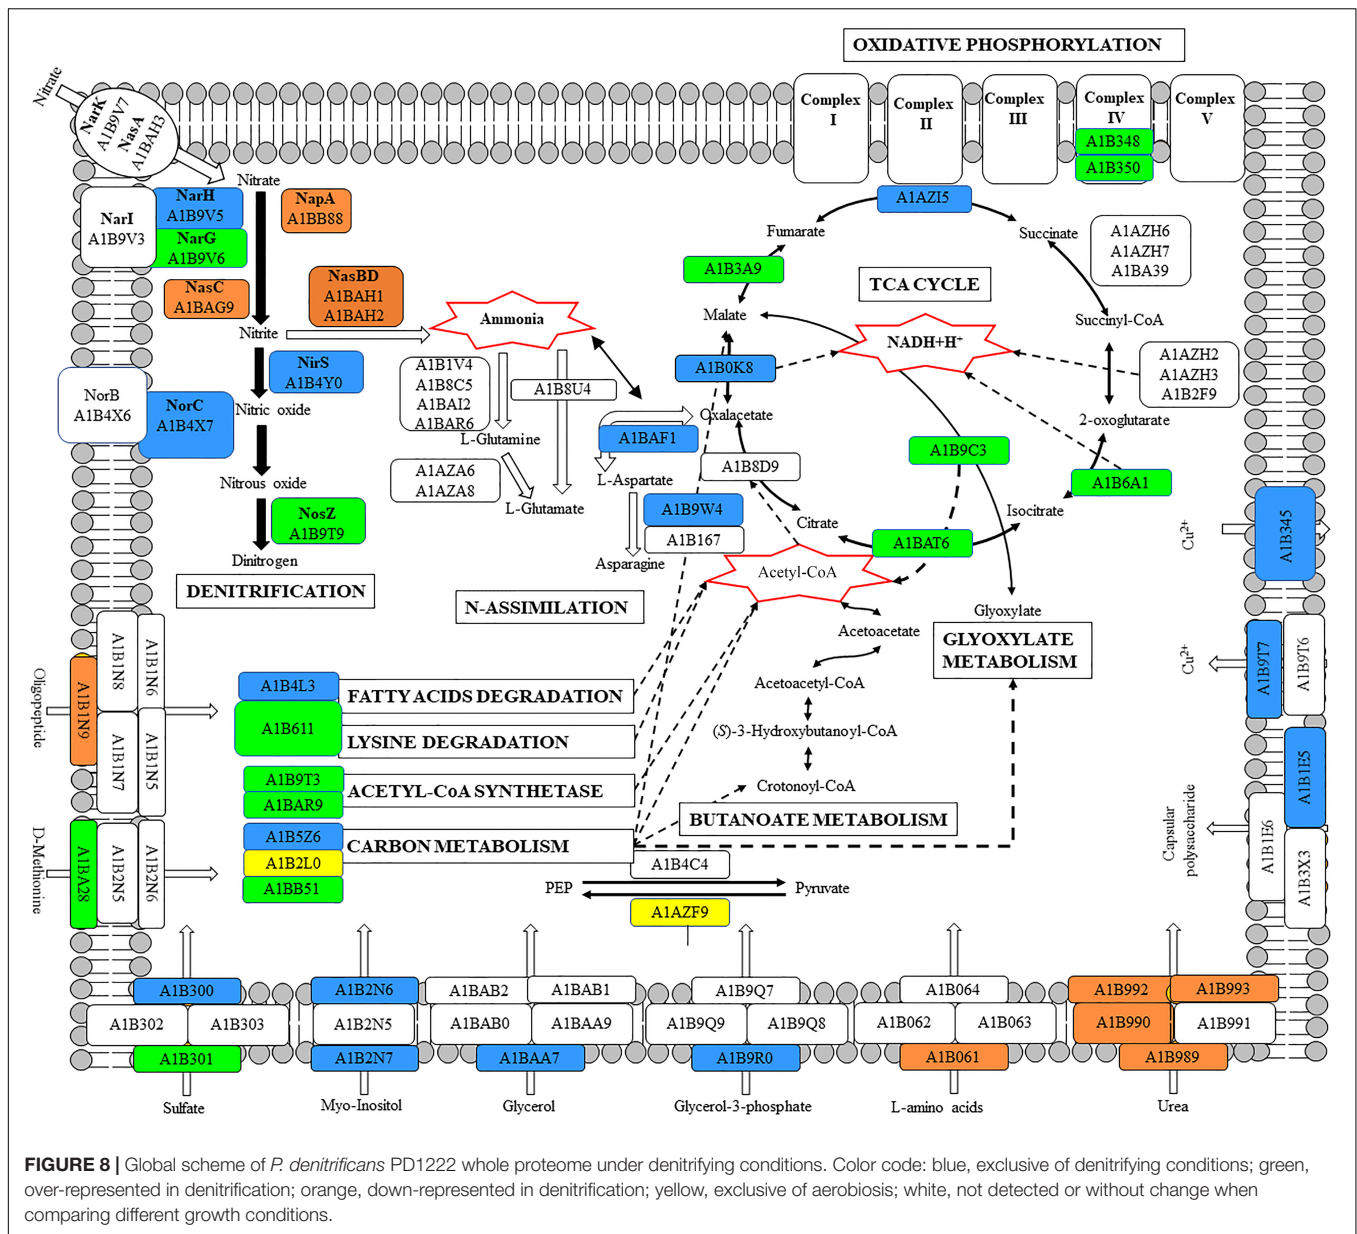 OXIDATIVE PHOSPHORYLATION
Nitrate
NarK
A1B9V7
NasA
A1BAH3
Complex
I
Complex
II
Complex
III
Complex
IV
A1B348
A1B350
Complex
V
Nitrate
NarI
A1B9V3
NarH
A1B9V5
NarG
A1B9V6
NapA
A1BB88
NasC
A1BAG9
NasBD
A1BAH1
A1BAH2
Nitrite
NirS
A1B4Y0
NorB
A1B4X6
NorC
A1B4X7
Nitric oxide
Nitrous oxide
NosZ
A1B9T9
Dinitrogen
DENITRIFICATION
Ammonia
A1B1V4
A1B8C5
A1BAI2
A1BAR6
A1B8U4
L-Glutamine
A1AZA6
A1AZA8
L-Glutamate
A1BAF1
L-Aspartate
A1B9W4
A1B167
Asparagine
N-ASSIMILATION
A1AZI5
Fumarate
Succinate
A1B3A9
A1AZH6
A1AZH7
A1BA39
TCA CYCLE
Malate
Succinyl-CoA
NADH+H+
A1B0K8
A1AZH2
A1AZH3
A1B2F9
Oxalacetate
2-oxoglutarate
A1B8D9
A1B9C3
A1B6A1
Citrate
Isocitrate
A1BAT6
Acetyl-CoA
Glyoxylate
GLYOXYLATE
METABOLISM
Acetoacetate
Acetoacetyl-CoA
(S)-3-Hydroxybutanoyl-CoA
Crotonoyl-CoA
BUTANOATE METABOLISM
Cu2+
A1B345
Cu2+
A1B9T7
A1B9T6
Capsular
polysaccharide
A1B1E5
A1B1E6
A1B3X3
Oligopeptide
A1B1N9
A1B1N8
A1B1N6
A1B1N7
A1B1N5
D-Methionine
A1BA28
A1B2N5
A1B2N6
A1B4L3
FATTY ACIDS DEGRADATION
A1B611
LYSINE DEGRADATION
A1B9T3
A1BAR9
ACETYL-CoA SYNTHETASE
A1B5Z6
A1B2L0
A1BB51
CARBON METABOLISM
A1B4C4
PEP
Pyruvate
A1AZF9
A1B300
A1B302
A1B303
A1B301
Sulfate
A1B2N6
A1B2N5
A1B2N7
Myo-Inositol
A1BAB2
A1BAB1
A1BAB0
A1BAA9
A1BAA7
Glycerol
A1B9Q7
A1B9Q9
A1B9Q8
A1B9R0
Glycerol-3-phosphate
A1B064
A1B062
A1B063
A1B061
L-amino acids
A1B992
A1B993
A1B990
A1B991
A1B989
Urea
FIGURE 8 | Global scheme of P. denitrificans PD1222 whole proteome under denitrifying conditions. Color code: blue, exclusive of denitrifying conditions; green,
over-represented in denitrification; orange, down-represented in denitrification; yellow, exclusive of aerobiosis; white, not detected or without change when
comparing different growth conditions.